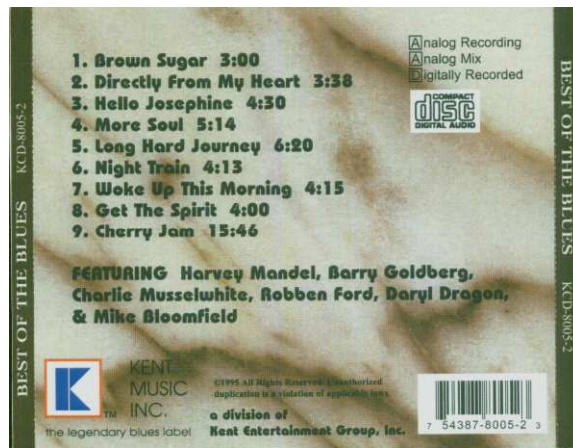 1. Brown Sugar 3:00
2. Directly From My Heart 3:38
3. Hello Josephine 4:30
4. More Soul 5:14
5. Long Hard Journey 6:20
6. Night Train 4:13
7. Woke Up This Morning 4:15
8. Get The Spirit 4:00
9. Cherry Jam 15:46
Analog Recording
Analog Mix
Digitally Recorded
COMPACT
disc
DIGITAL AUDIO
FEATURING Harvey Mandel, Barry Goldberg,
Charlie Musselwhite, Robben Ford, Daryl Dragon,
& Mike Bloomfield
K
TM
KENT
MUSIC
INC.
the legendary blues label
©1995 All Rights Reserved. Unauthorized
duplication is a violation of applicable laws
a division of
Kent Entertainment Group, Inc.
7 54387-8005-2 3
BEST OF THE BLUES KCD-8005-2
BEST OF THE BLUES KCD-8005-2